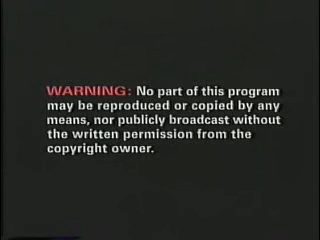 WARNING: No part of this program
may be reproduced or copied by any
means, nor publicly broadcast without
the written permission from the
copyright owner.